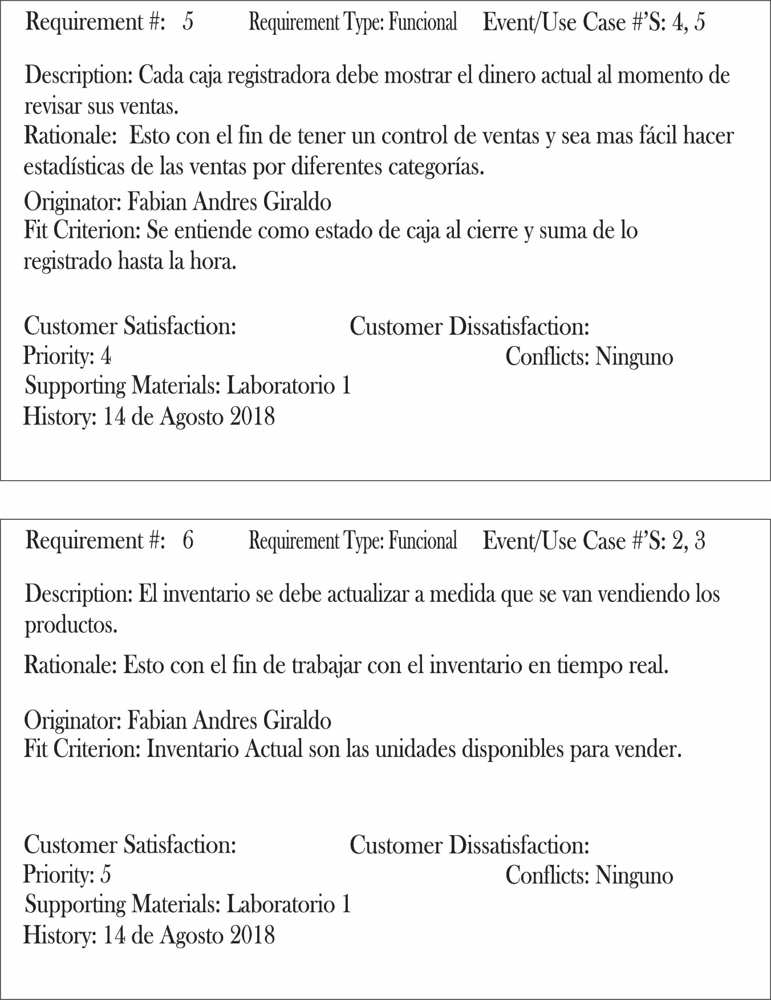 Requirement #: 5 Requirement Type: Funcional Event/Use Case #’S: 4, 5
Description: Cada caja registradora debe mostrar el dinero actual al momento de
revisar sus ventas.
Rationale: Esto con el fin de tener un control de ventas y sea mas fácil hacer
estadísticas de las ventas por diferentes categorías.
Originator: Fabian Andres Giraldo
Fit Criterion: Se entiende como estado de caja al cierre y suma de lo
registrado hasta la hora.
Customer Satisfaction: Customer Dissatisfaction:
Priority: 4 Conflicts: Ninguno
Supporting Materials: Laboratorio 1
History: 14 de Agosto 2018
Requirement #: 6 Requirement Type: Funcional Event/Use Case #’S: 2, 3
Description: El inventario se debe actualizar a medida que se van vendiendo los
productos.
Rationale: Esto con el fin de trabajar con el inventario en tiempo real.
Originator: Fabian Andres Giraldo
Fit Criterion: Inventario Actual son las unidades disponibles para vender.
Customer Satisfaction: Customer Dissatisfaction:
Priority: 5 Conflicts: Ninguno
Supporting Materials: Laboratorio 1
History: 14 de Agosto 2018